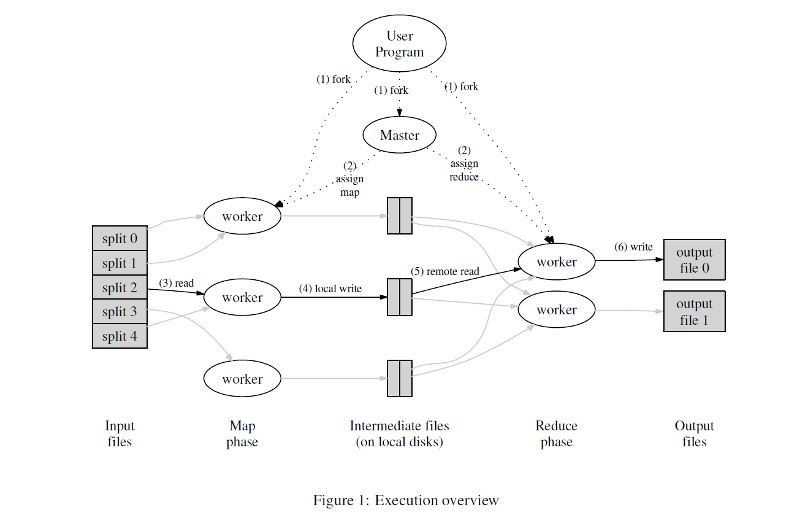 User
Program
(1) fork
(1) fork
(1) fork
Master
(2)
assign
map
(2)
assign
reduce
worker
split 0
split 1
split 2
split 3
split 4
(3) read
worker
(4) local write
(5) remote read
worker
worker
(6) write
output
file 0
worker
output
file 1
Input
files
Map
phase
Intermediate files
(on local disks)
Reduce
phase
Output
files
Figure 1: Execution overview